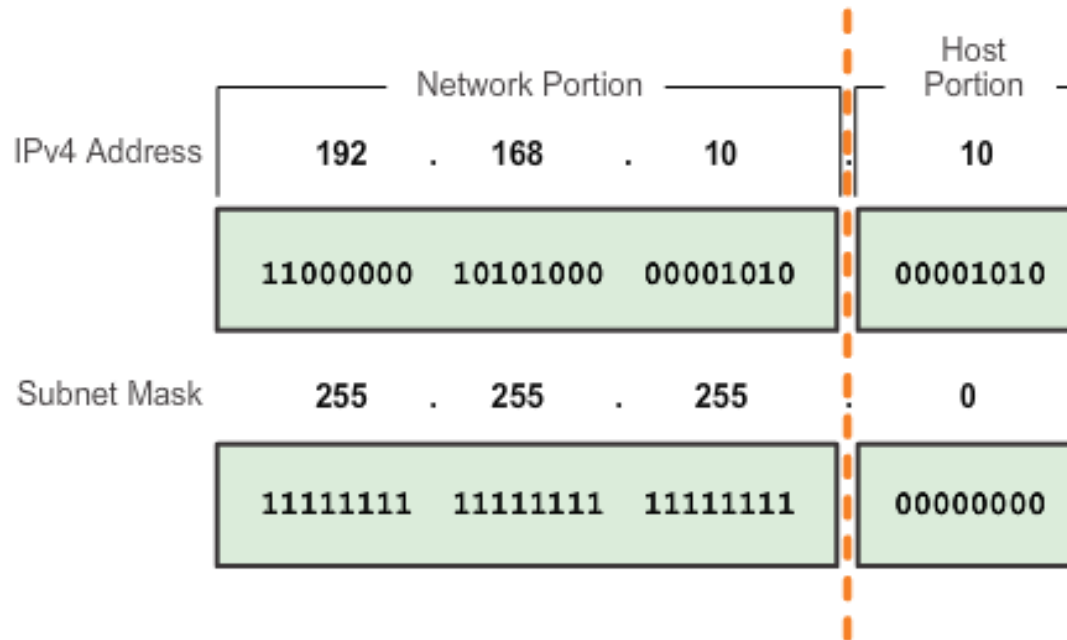 Network Portion
Host
Portion
IPv4 Address 192 . 168 . 10 . 10
11000000 10101000 00001010 00001010
Subnet Mask 255 . 255 . 255 . 0
11111111 11111111 11111111 00000000